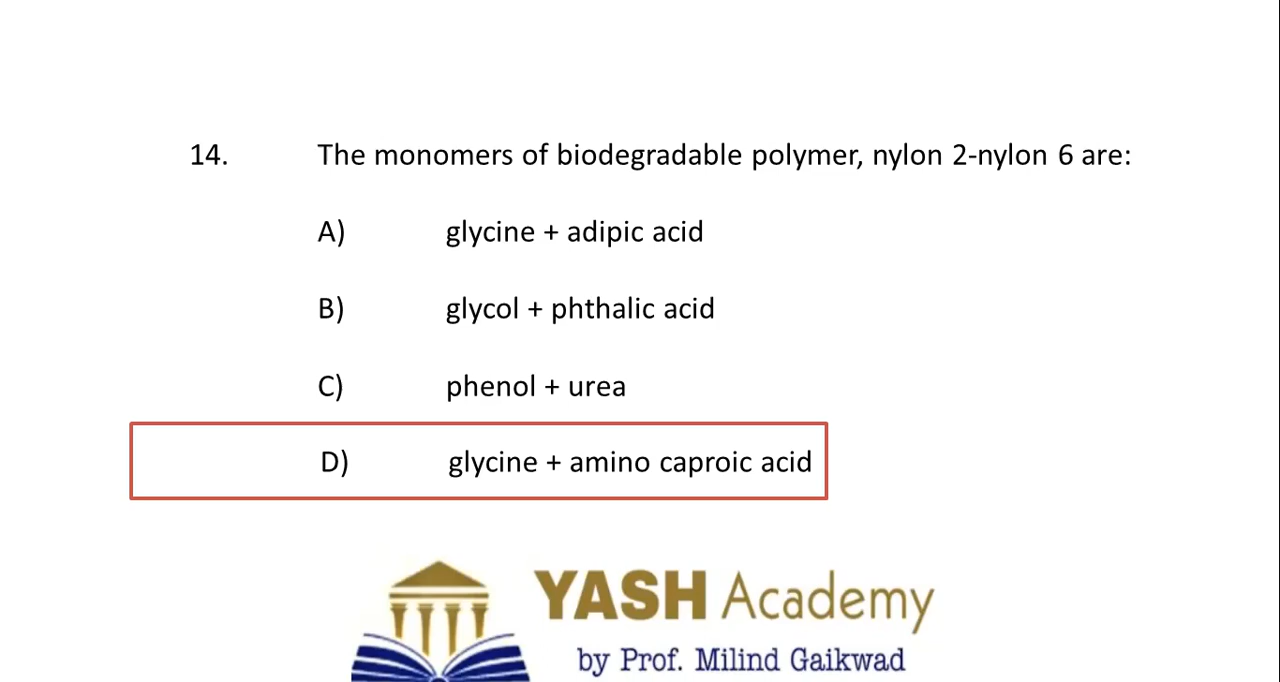 14. The monomers of biodegradable polymer, nylon 2-nylon 6 are:
A) glycine + adipic acid
B) glycol + phthalic acid
C) phenol + urea
D) glycine + amino caproic acid
YASH Academy
by Prof. Milind Gaikwad